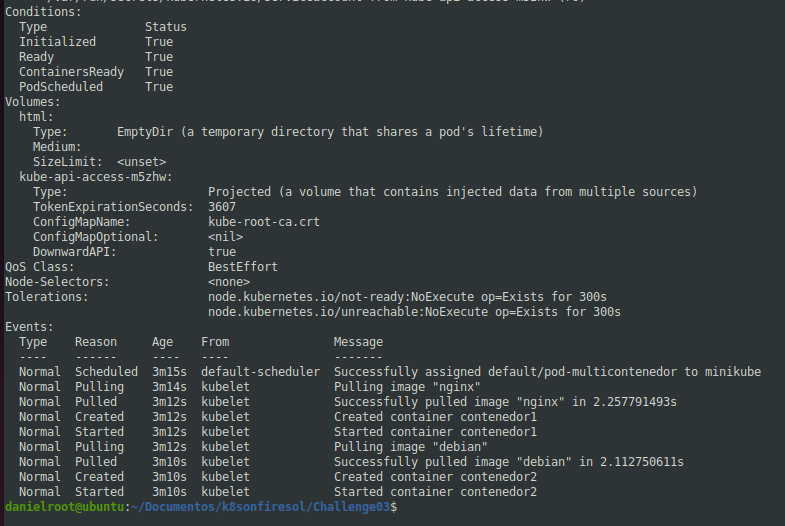 Conditions:
  Type              Status
  Initialized       True
  Ready             True
  ContainersReady   True
  PodScheduled      True
Volumes:
  html:
    Type:       EmptyDir (a temporary directory that shares a pod's lifetime)
    Medium:
    SizeLimit:  <unset>
  kube-api-access-m5zhw:
    Type:                    Projected (a volume that contains injected data from multiple sources)
    TokenExpirationSeconds:  3607
    ConfigMapName:           kube-root-ca.crt
    ConfigMapOptional:       <nil>
    DownwardAPI:             true
QoS Class:                   BestEffort
Node-Selectors:              <none>
Tolerations:                 node.kubernetes.io/not-ready:NoExecute op=Exists for 300s
                             node.kubernetes.io/unreachable:NoExecute op=Exists for 300s
Events:
  Type    Reason     Age    From               Message
  ----    ------     ----   ----               -------
  Normal  Scheduled  3m15s  default-scheduler  Successfully assigned default/pod-multicontenedor to minikube
  Normal  Pulling    3m14s  kubelet            Pulling image "nginx"
  Normal  Pulled     3m12s  kubelet            Successfully pulled image "nginx" in 2.257791493s
  Normal  Created    3m12s  kubelet            Created container contenedor1
  Normal  Started    3m12s  kubelet            Started container contenedor1
  Normal  Pulling    3m12s  kubelet            Pulling image "debian"
  Normal  Pulled     3m10s  kubelet            Successfully pulled image "debian" in 2.112750611s
  Normal  Created    3m10s  kubelet            Created container contenedor2
  Normal  Started    3m10s  kubelet            Started container contenedor2
danielroot@ubuntu:~/Documentos/k8sonfiresol/Challenge03$